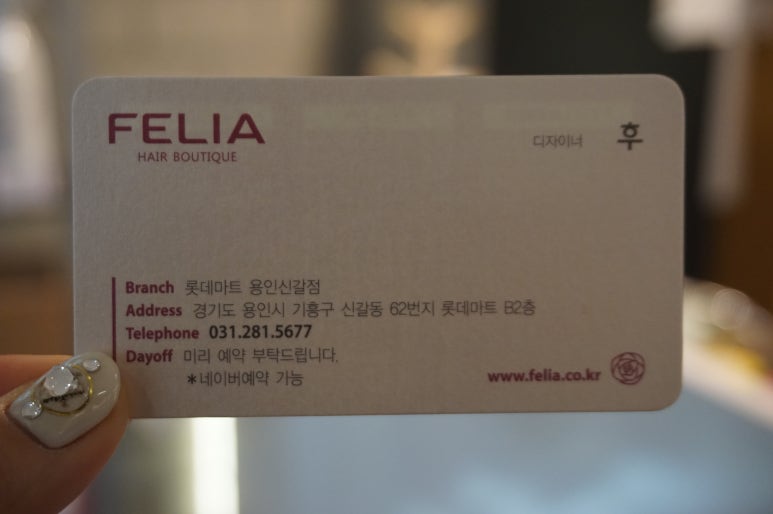 FELIA
HAIR BOUTIQUE
디자이너 후
Branch 롯데마트 용인신갈점
Address 경기도 용인시 기흥구 신갈동 62번지 롯데마트 B2층
Telephone 031.281.5677
Dayoff 미리 예약 부탁드립니다.
*네이버예약 가능
www.felia.co.kr